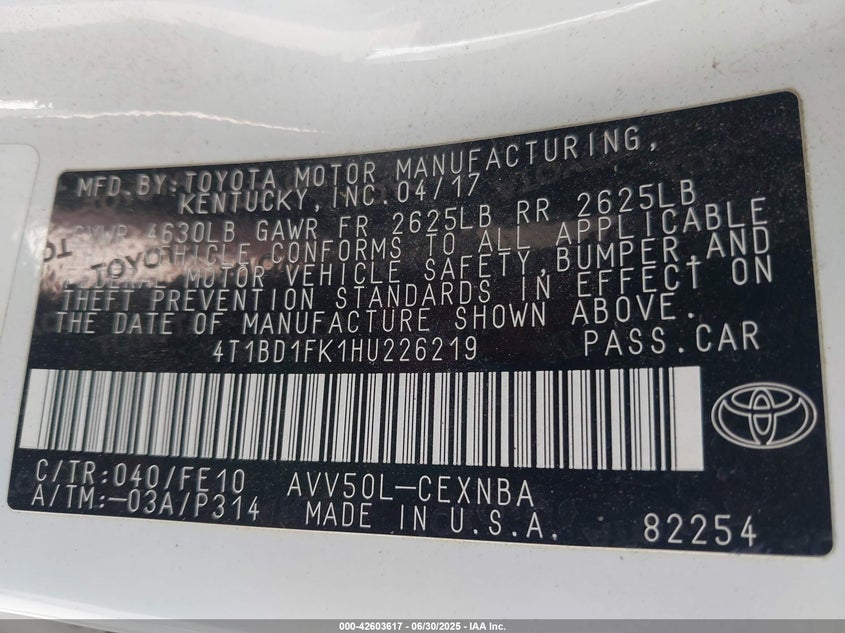 MFD. BY: TOYOTA MOTOR MANUFACTURING,
KENTUCKY, INC. 04/17
GVWR 4630LB GAWR FR 2625LB RR 2625LB
VEHICLE CONFORMS TO ALL APPLICABLE
FEDERAL MOTOR VEHICLE SAFETY, BUMPER, AND
THEFT PREVENTION STANDARDS IN EFFECT ON
THE DATE OF MANUFACTURE SHOWN ABOVE.
4T1BD1FK1HU226219 PASS. CAR
C/TR: 040/FE10 AVV50L-CEXNBA
A/TM:-03A/P314 MADE IN U.S.A. 82254
000-42603617 - 06/30/2025 - IAA Inc.